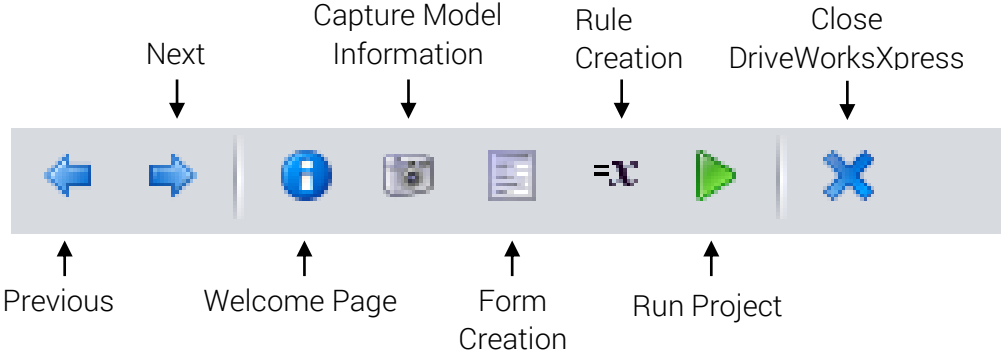 Capture Model
Information
Rule
Creation
Close
DriveWorksXpress
Next
=x
Previous
Welcome Page
Form
Creation
Run Project